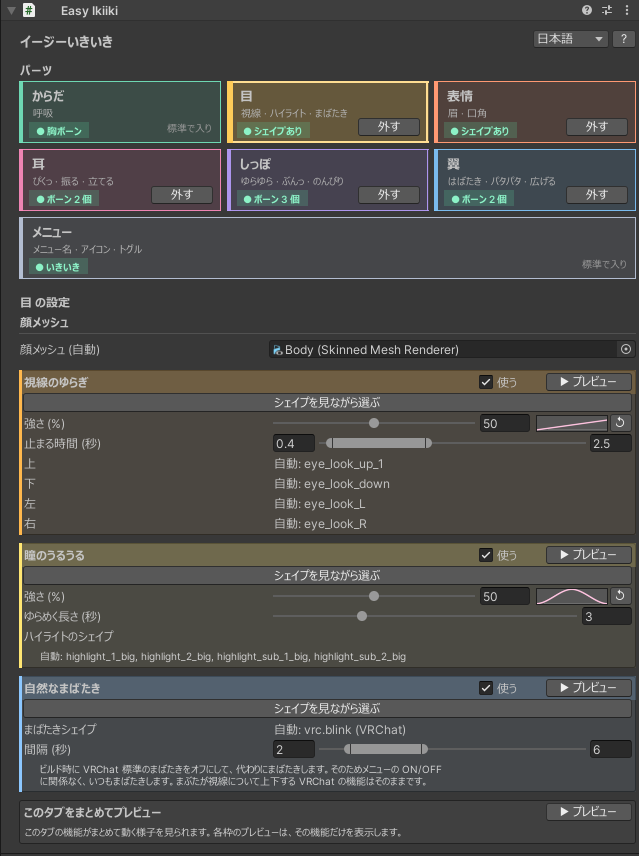 Easy Ikiiki
イージーいきいき
日本語
?
パーツ
からだ
呼吸
● 胸ボーン
標準で入り
目
視線・ハイライト・まばたき
● シェイプあり
外す
表情
眉・口角
● シェイプあり
外す
耳
ぴくっ・振る・立てる
● ボーン 2 個
外す
しっぽ
ゆらゆら・ぶんっ・のんびり
● ボーン 3 個
外す
翼
はばたき・パタパタ・広げる
● ボーン 2 個
外す
メニュー
メニュー名・アイコン・トグル
● いきいき
標準で入り
目 の設定
顔メッシュ
顔メッシュ (自動)
Body (Skinned Mesh Renderer)
視線のゆらぎ
使う
▶ プレビュー
シェイプを見ながら選ぶ
強さ (%)
50
止まる時間 (秒)
0.4
2.5
上
自動: eye_look_up_1
下
自動: eye_look_down
左
自動: eye_look_L
右
自動: eye_look_R
瞳のうるうる
使う
▶ プレビュー
シェイプを見ながら選ぶ
強さ (%)
50
ゆらめく長さ (秒)
3
ハイライトのシェイプ
自動: highlight_1_big, highlight_2_big, highlight_sub_1_big, highlight_sub_2_big
自然なまばたき
使う
▶ プレビュー
シェイプを見ながら選ぶ
まばたきシェイプ
自動: vrc.blink (VRChat)
間隔 (秒)
2
6
ビルド時に VRChat 標準のまばたきをオフにして、代わりにまばたきします。そのためメニューの ON/OFF
に関係なく、いつもまばたきします。まぶたが視線について上下する VRChat の機能はそのままです。
このタブをまとめてプレビュー
▶ プレビュー
このタブの機能がまとめて動く様子を見られます。各枠のプレビューは、その機能だけを表示します。